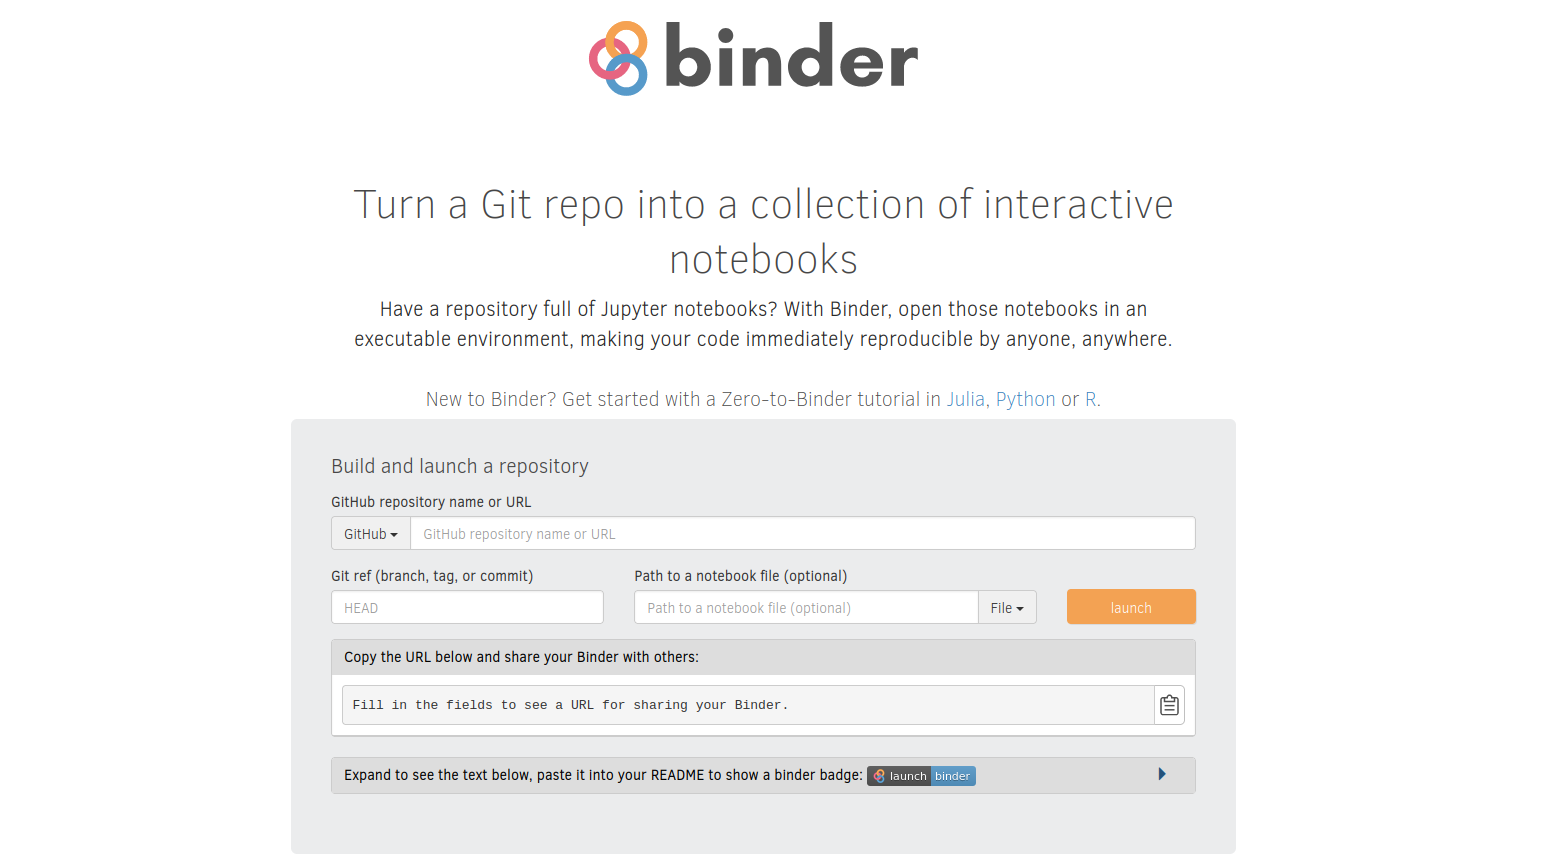 binder
Turn a Git repo into a collection of interactive
notebooks
Have a repository full of Jupyter notebooks? With Binder, open those notebooks in an
executable environment, making your code immediately reproducible by anyone, anywhere.
New to Binder? Get started with a Zero-to-Binder tutorial in Julia, Python or R.
Build and launch a repository
GitHub repository name or URL
GitHub GitHub repository name or URL
Git ref (branch, tag, or commit) Path to a notebook file (optional)
HEAD Path to a notebook file (optional) File launch
Copy the URL below and share your Binder with others:
Fill in the fields to see a URL for sharing your Binder.
Expand to see the text below, paste it into your README to show a binder badge: launch binder